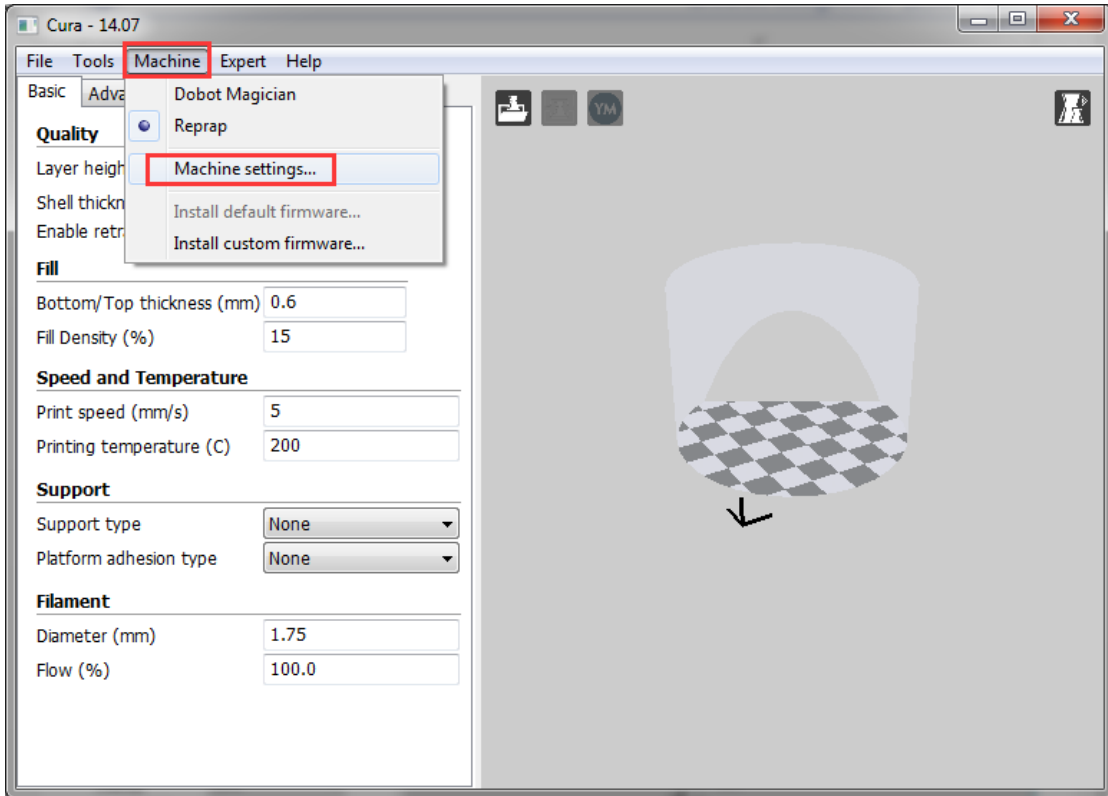 Cura - 14.07
File Tools Machine Expert Help
Basic Adva
Dobot Magician
Reprap
Machine settings...
Install default firmware...
Install custom firmware...
Quality
Layer heigh
Shell thickn
Enable retr
Fill
Bottom/Top thickness (mm) 0.6
Fill Density (%) 15
Speed and Temperature
Print speed (mm/s) 5
Printing temperature (C) 200
Support
Support type None
Platform adhesion type None
Filament
Diameter (mm) 1.75
Flow (%) 100.0
YM